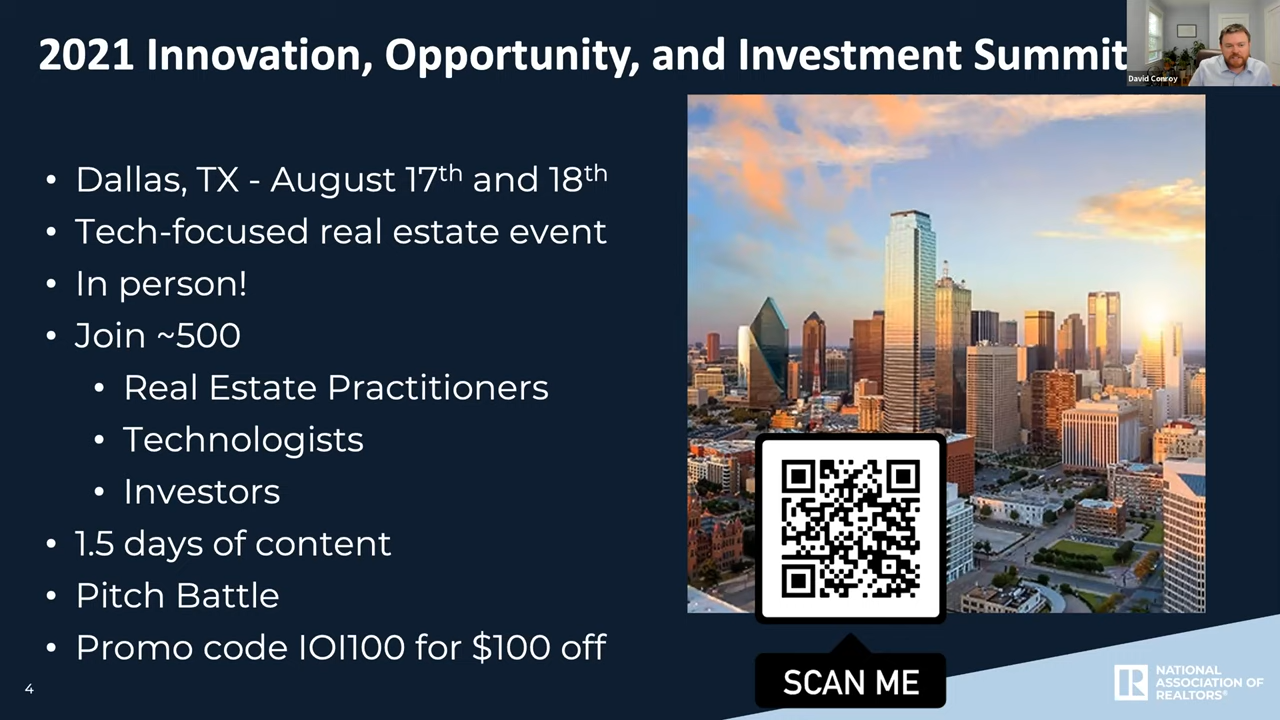 2021 Innovation, Opportunity, and Investment Summit
David Conroy
• Dallas, TX - August 17th and 18th
• Tech-focused real estate event
• In person!
• Join ~500
• Real Estate Practitioners
• Technologists
• Investors
• 1.5 days of content
• Pitch Battle
• Promo code IOI100 for $100 off
SCAN ME
4
NATIONAL
ASSOCIATION OF
REALTORS®